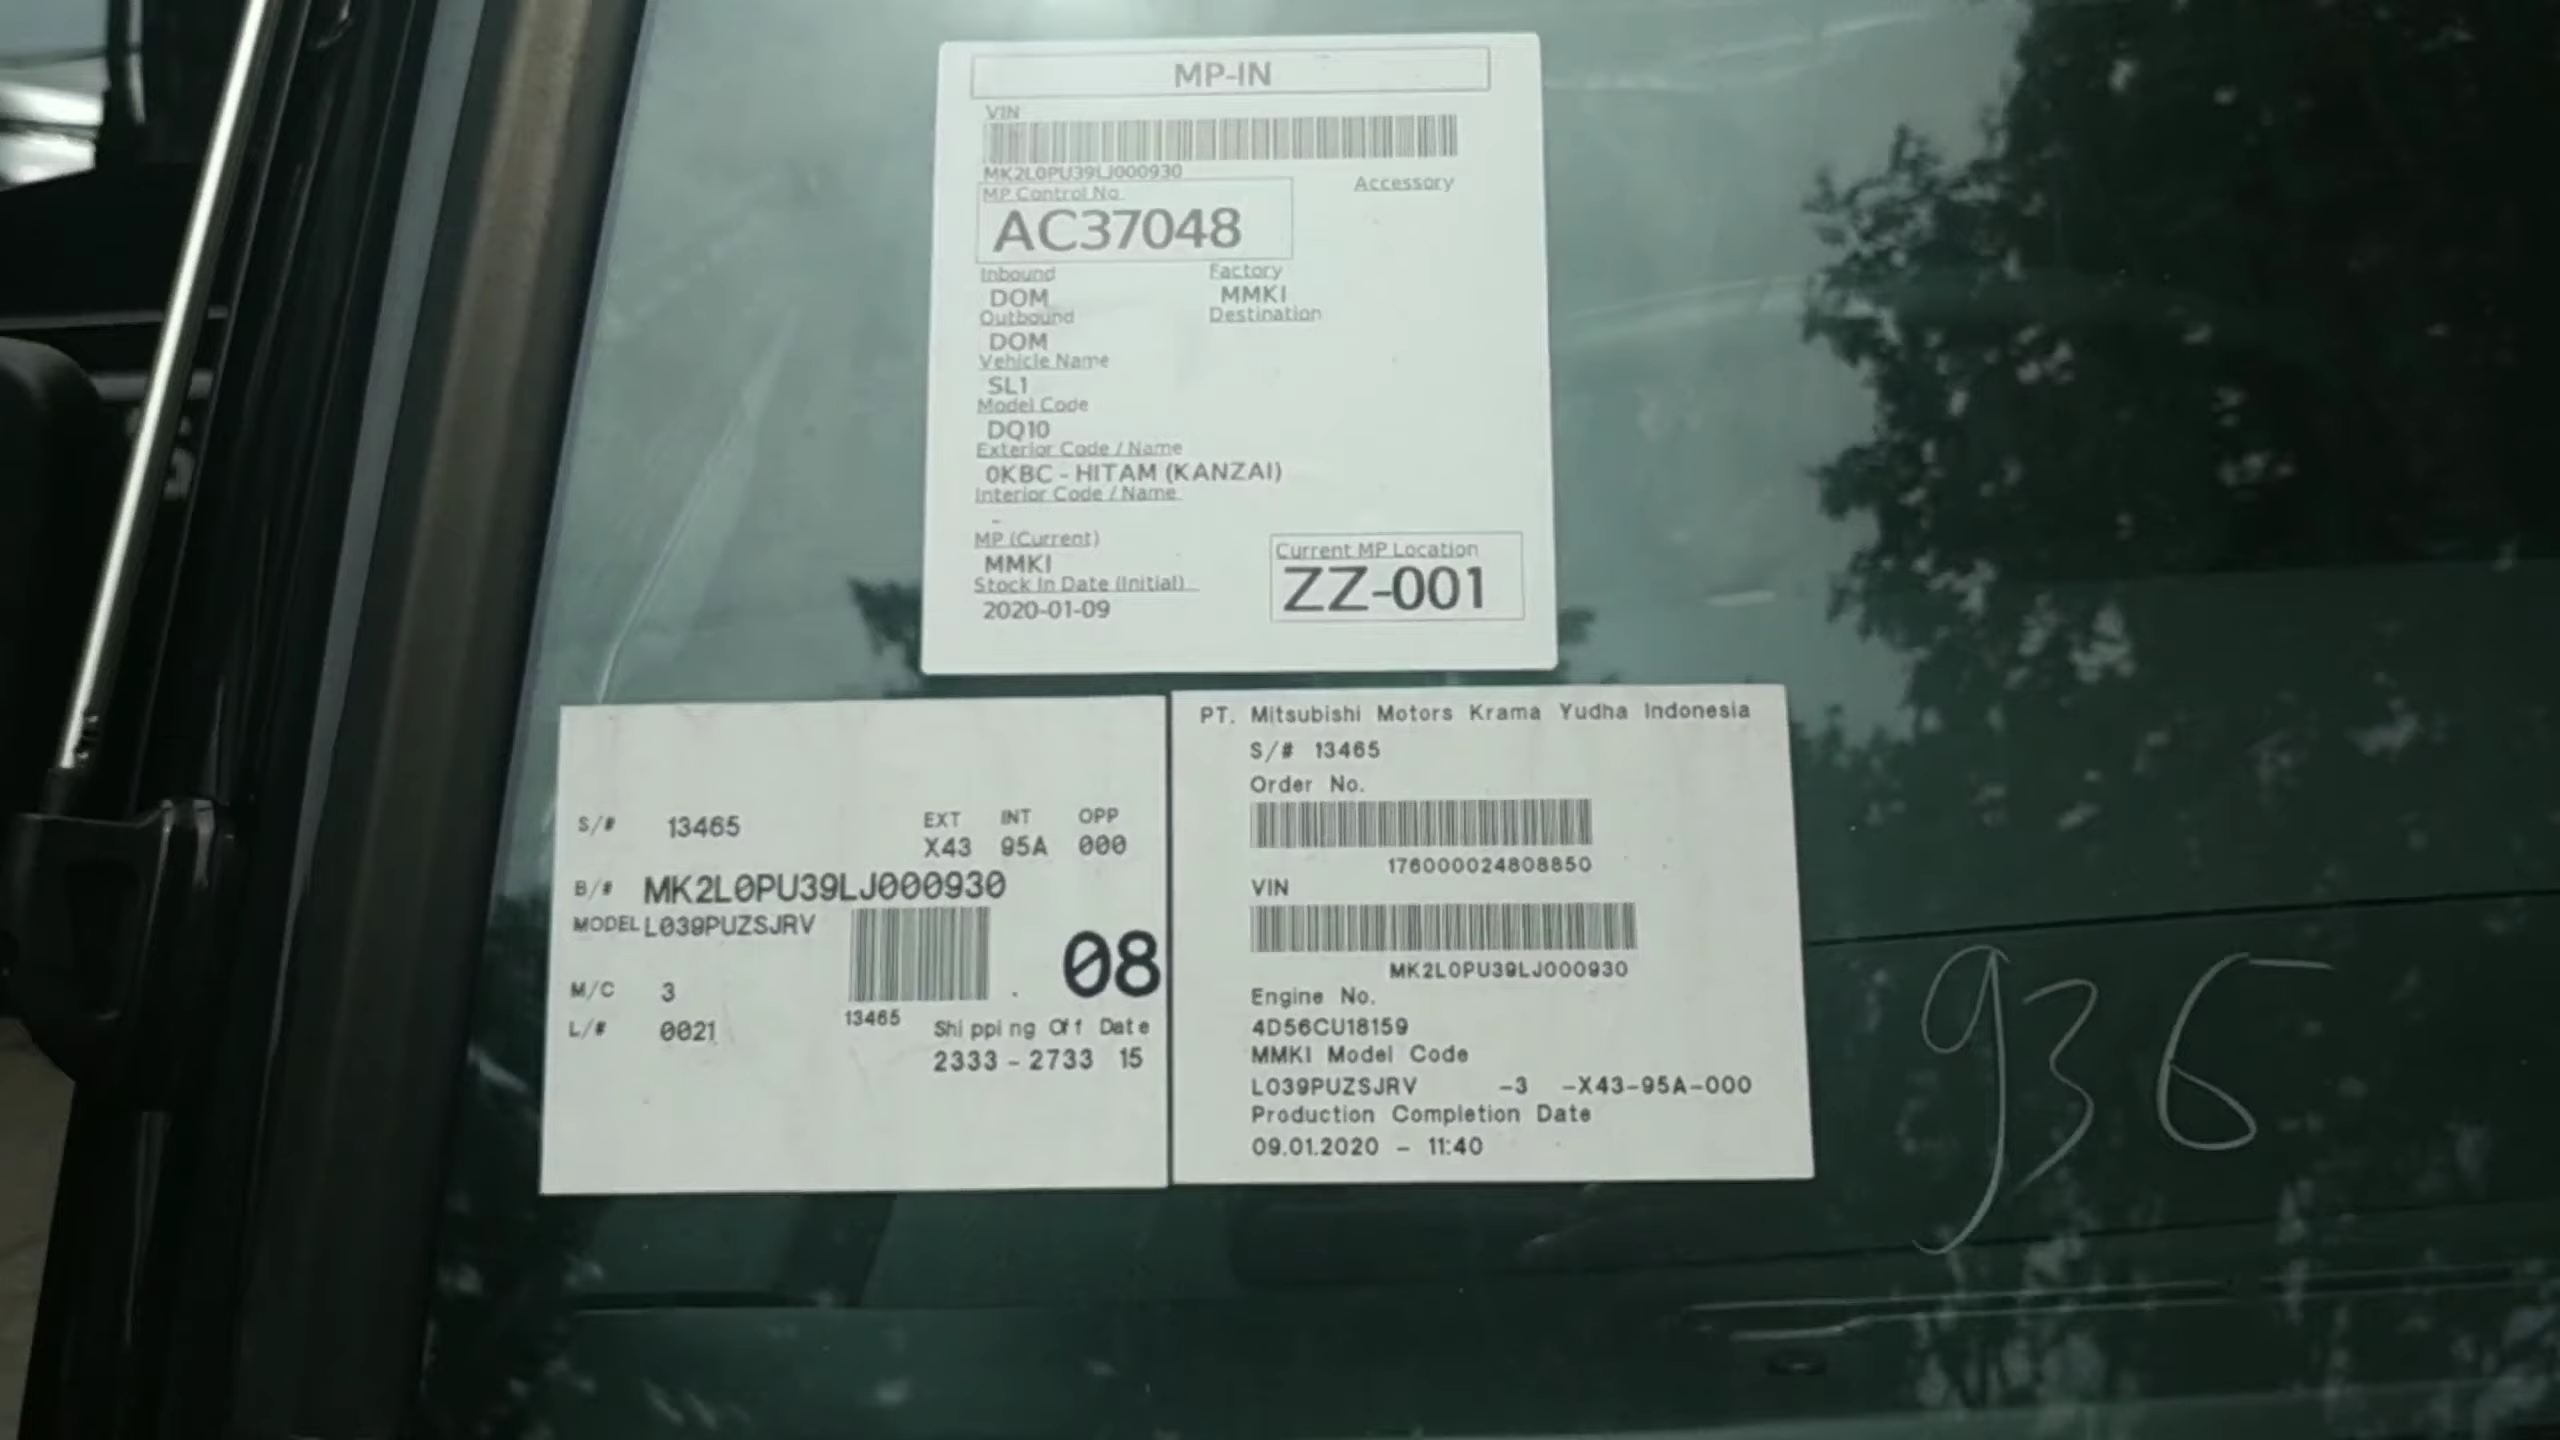 MP-IN
VIN
MK2L0PU39LJ000930
MP Control No
Accessory
AC37048
Inbound Factory
DOM MMKI
Outbound Destination
DOM
Vehicle Name
SL1
Model Code
DQ10
Exterior Code / Name
0KBC - HITAM (KANZAI)
Interior Code / Name
-
MP (Current)
MMKI
Stock In Date (Initial)
2020-01-09
Current MP Location
ZZ-001
S/# 13465
EXT INT OPP
X43 95A 000
B/# MK2L0PU39LJ000930
MODEL L039PUZSJRV
08
M/C 3
L/# 0021
13465
Shipping Off Date
2333 - 2733 15
PT. Mitsubishi Motors Krama Yudha Indonesia
S/# 13465
Order No.
176000024808850
VIN
MK2L0PU39LJ000930
Engine No.
4D56CU18159
MMKI Model Code
L039PUZSJRV -3 -X43-95A-000
Production Completion Date
09.01.2020 - 11:40
936